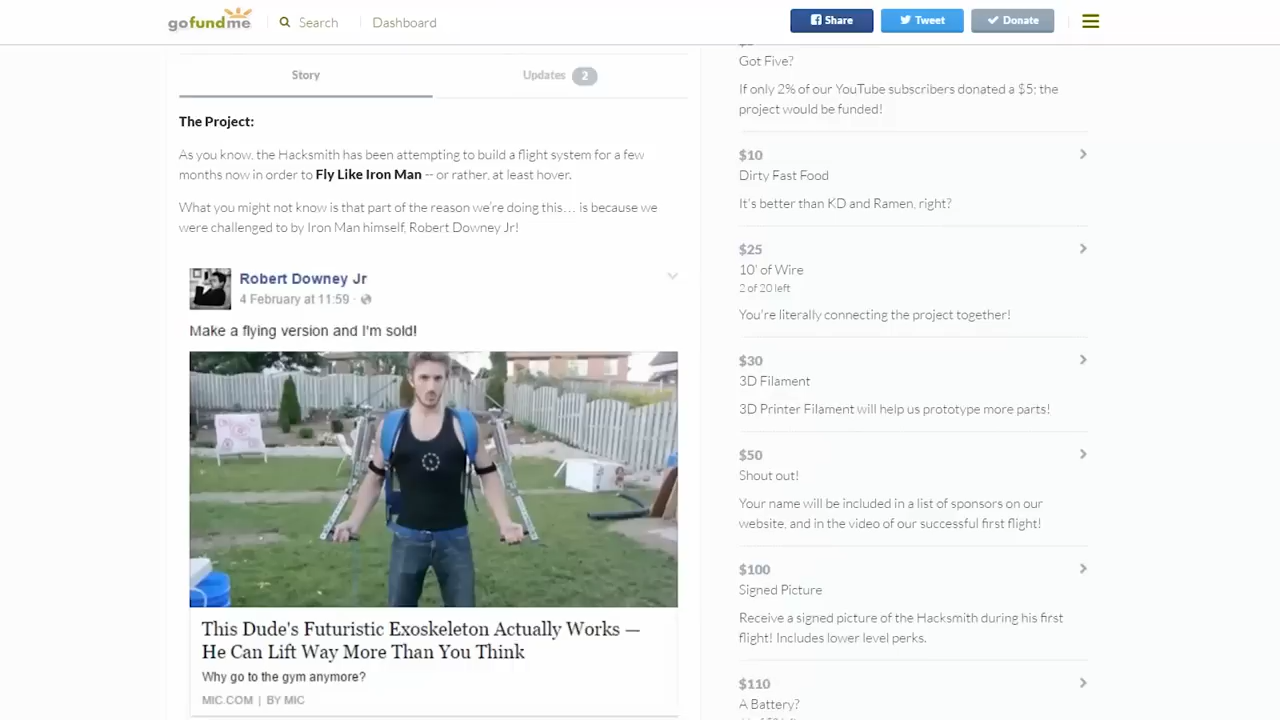 gofundme
Search
Dashboard
Share
Tweet
Donate
Story
Updates 2
The Project:
As you know, the Hacksmith has been attempting to build a flight system for a few
months now in order to Fly Like Iron Man -- or rather, at least hover.
What you might not know is that part of the reason we're doing this... is because we
were challenged to by Iron Man himself, Robert Downey Jr!
Robert Downey Jr
4 February at 11:59 ·
Make a flying version and I'm sold!
This Dude's Futuristic Exoskeleton Actually Works —
He Can Lift Way More Than You Think
Why go to the gym anymore?
MIC.COM | BY MIC
Got Five?
If only 2% of our YouTube subscribers donated a $5; the
project would be funded!
$10
Dirty Fast Food
It's better than KD and Ramen, right?
$25
10' of Wire
2 of 20 left
You're literally connecting the project together!
$30
3D Filament
3D Printer Filament will help us prototype more parts!
$50
Shout out!
Your name will be included in a list of sponsors on our
website, and in the video of our successful first flight!
$100
Signed Picture
Receive a signed picture of the Hacksmith during his first
flight! Includes lower level perks.
$110
A Battery?